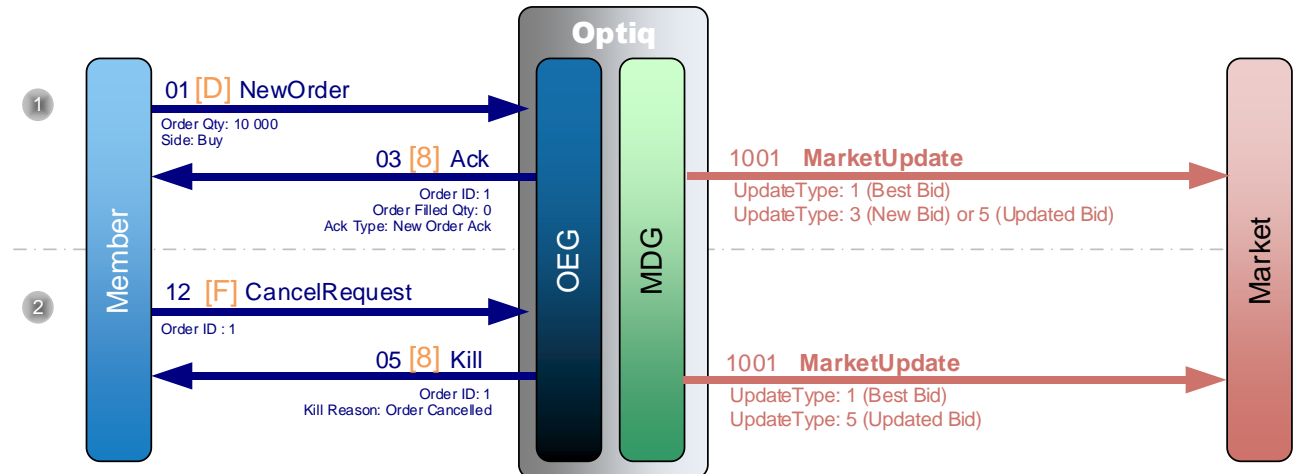 Optiq
1
01 [D] NewOrder
Order Qty: 10 000
Side: Buy
03 [8] Ack
Order ID: 1
Order Filled Qty: 0
Ack Type: New Order Ack
1001 MarketUpdate
UpdateType: 1 (Best Bid)
UpdateType: 3 (New Bid) or 5 (Updated Bid)
Member
OEG
MDG
Market
2
12 [F] CancelRequest
Order ID : 1
05 [8] Kill
Order ID: 1
Kill Reason: Order Cancelled
1001 MarketUpdate
UpdateType: 1 (Best Bid)
UpdateType: 5 (Updated Bid)